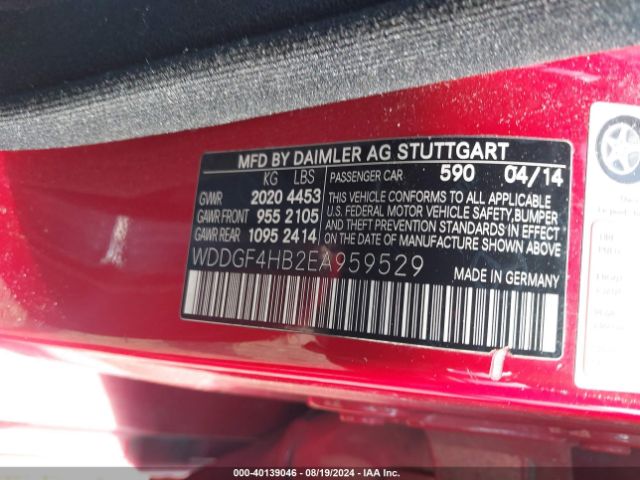 MFD BY DAIMLER AG STUTTGART
KG LBS
GVWR 2020 4453
GAWR FRONT 955 2105
GAWR REAR 1095 2414
PASSENGER CAR 590 04/14
THIS VEHICLE CONFORMS TO ALL APPLICABLE
U.S. FEDERAL MOTOR VEHICLE SAFETY, BUMPER
AND THEFT PREVENTION STANDARDS IN EFFECT
ON THE DATE OF MANUFACTURE SHOWN ABOVE
WDDGF4HB2EA959529
MADE IN GERMANY
000-40139046 - 08/19/2024 - IAA Inc.